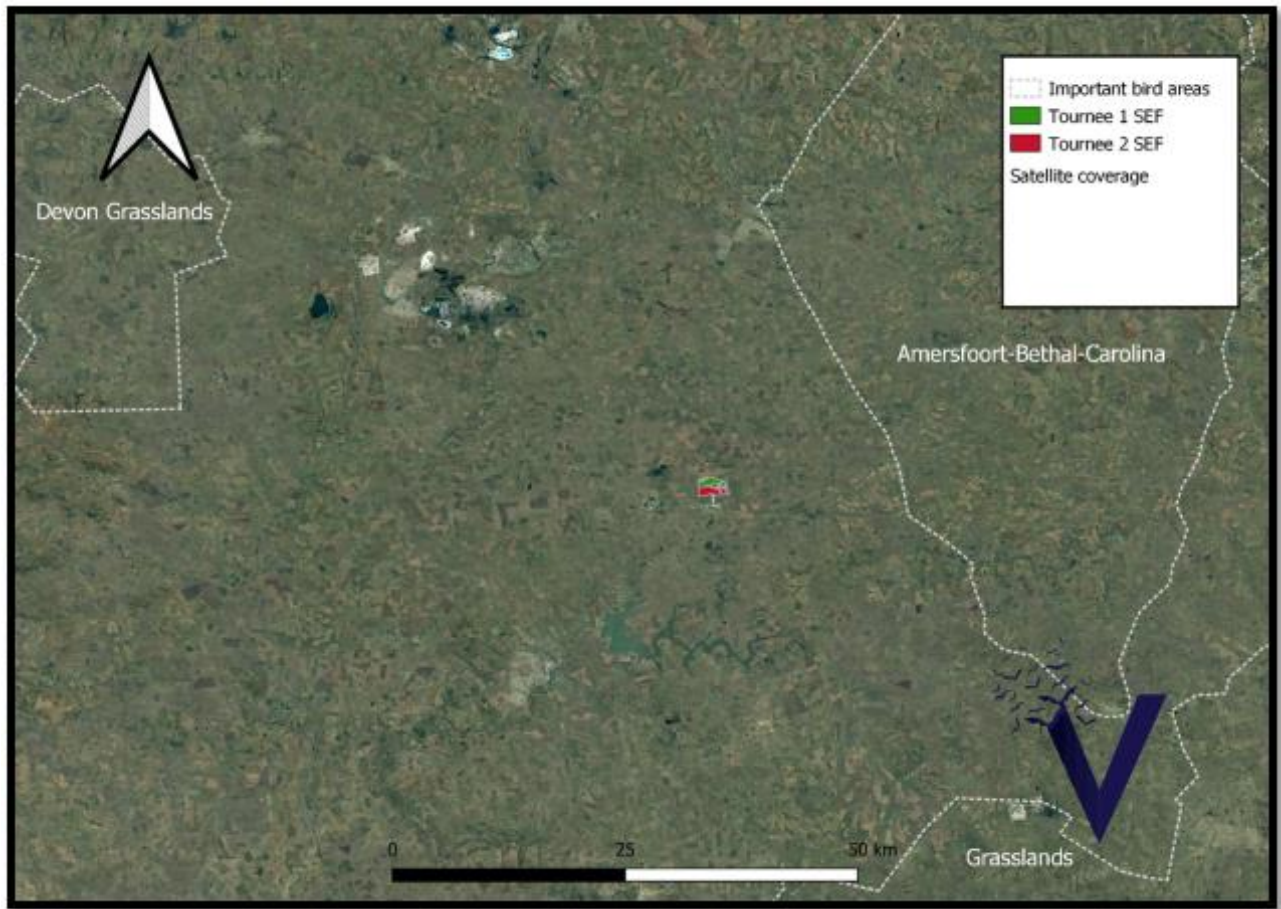 Important bird areas
Tournee 1 SEF
Tournee 2 SEF
Satellite coverage
Devon Grasslands
Amersfoort-Bethal-Carolina
0 25 50 km
Grasslands